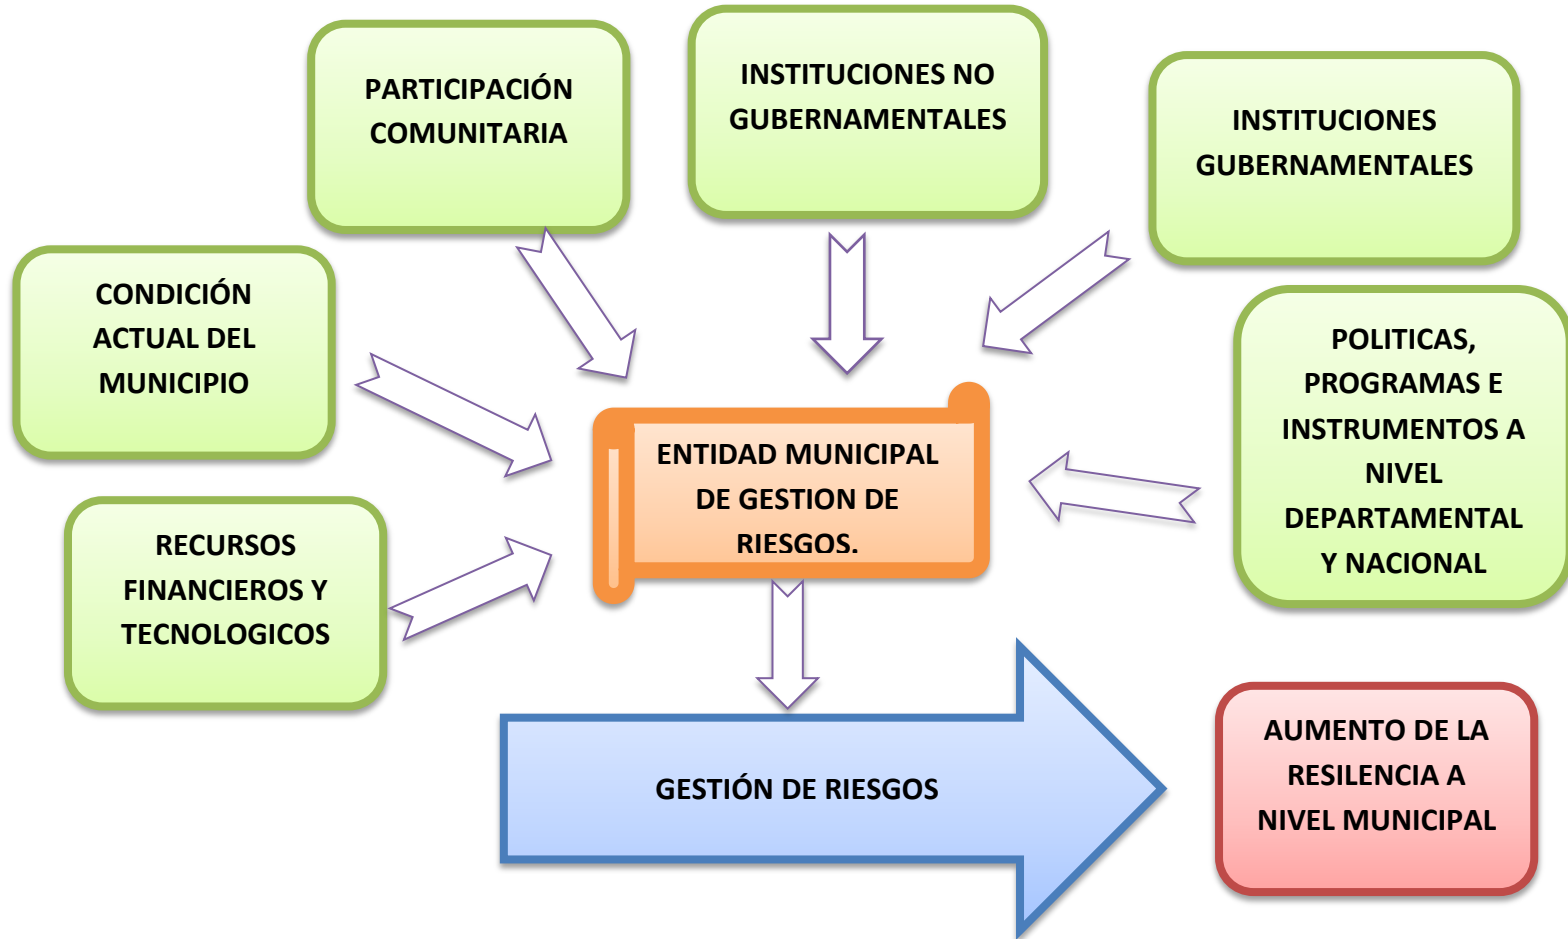 PARTICIPACIÓN
COMUNITARIA
INSTITUCIONES NO
GUBERNAMENTALES
INSTITUCIONES
GUBERNAMENTALES
CONDICIÓN
ACTUAL DEL
MUNICIPIO
POLITICAS,
PROGRAMAS E
INSTRUMENTOS A
NIVEL
DEPARTAMENTAL
Y NACIONAL
ENTIDAD MUNICIPAL
DE GESTION DE
RIESGOS.
RECURSOS
FINANCIEROS Y
TECNOLOGICOS
GESTIÓN DE RIESGOS
AUMENTO DE LA
RESILENCIA A
NIVEL MUNICIPAL